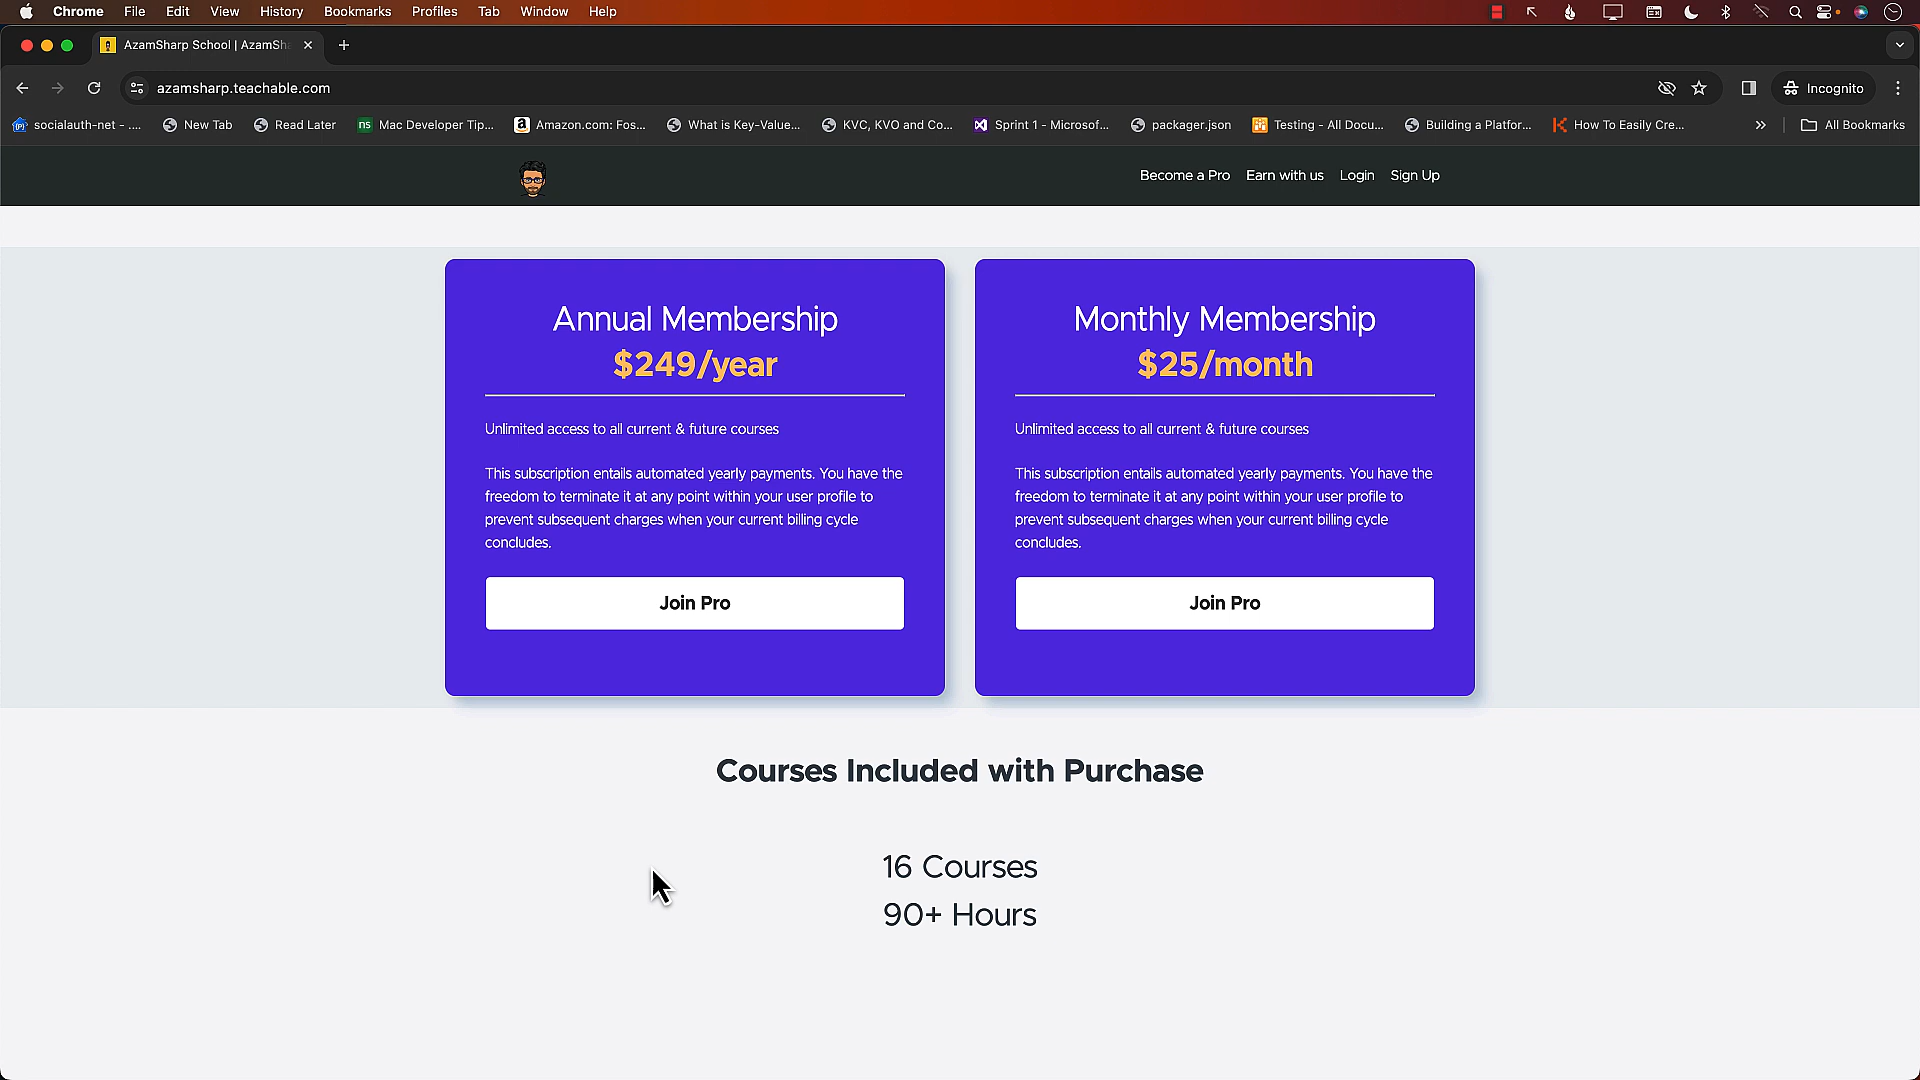 Chrome File Edit View History Bookmarks Profiles Tab Window Help
AzamSharp School | AzamSh
azamsharp.teachable.com
Incognito
socialauth-net - .... New Tab Read Later Mac Developer Tip... Amazon.com: Fos... What is Key-Value... KVC, KVO and Co... Sprint 1 - Microsof... packager.json Testing - All Docu... Building a Platfor... How To Easily Cre... All Bookmarks
Become a Pro Earn with us Login Sign Up
Annual Membership
$249/year
Unlimited access to all current & future courses
This subscription entails automated yearly payments. You have the
freedom to terminate it at any point within your user profile to
prevent subsequent charges when your current billing cycle
concludes.
Join Pro
Monthly Membership
$25/month
Unlimited access to all current & future courses
This subscription entails automated yearly payments. You have the
freedom to terminate it at any point within your user profile to
prevent subsequent charges when your current billing cycle
concludes.
Join Pro
Courses Included with Purchase
16 Courses
90+ Hours